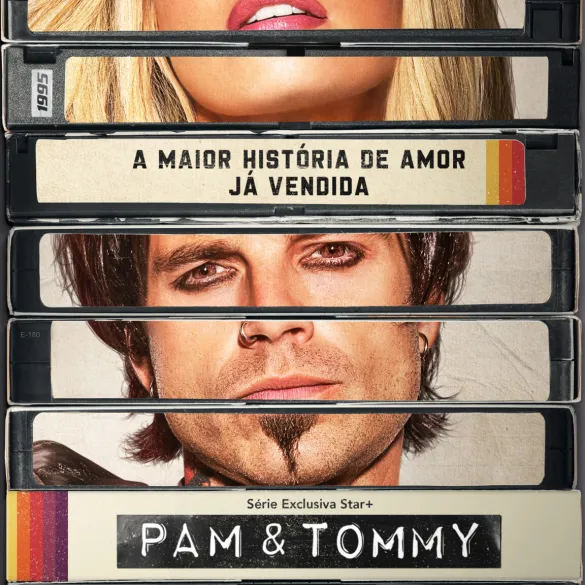 1995
A MAIOR HISTÓRIA DE AMOR
JÁ VENDIDA
E-180
Série Exclusiva Star+
PAM & TOMMY